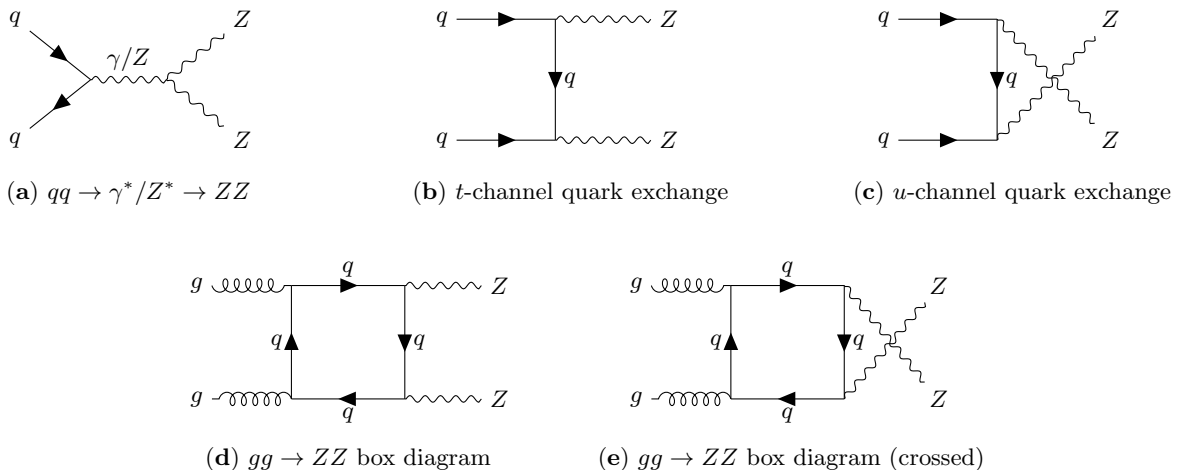 q Z q Z q Z
γ/Z
q q
q Z q Z q Z
(a) qq → γ*/Z* → ZZ (b) t-channel quark exchange (c) u-channel quark exchange
q q
g Z g Z
q q q q
g Z g Z
q q
(d) gg → ZZ box diagram (e) gg → ZZ box diagram (crossed)